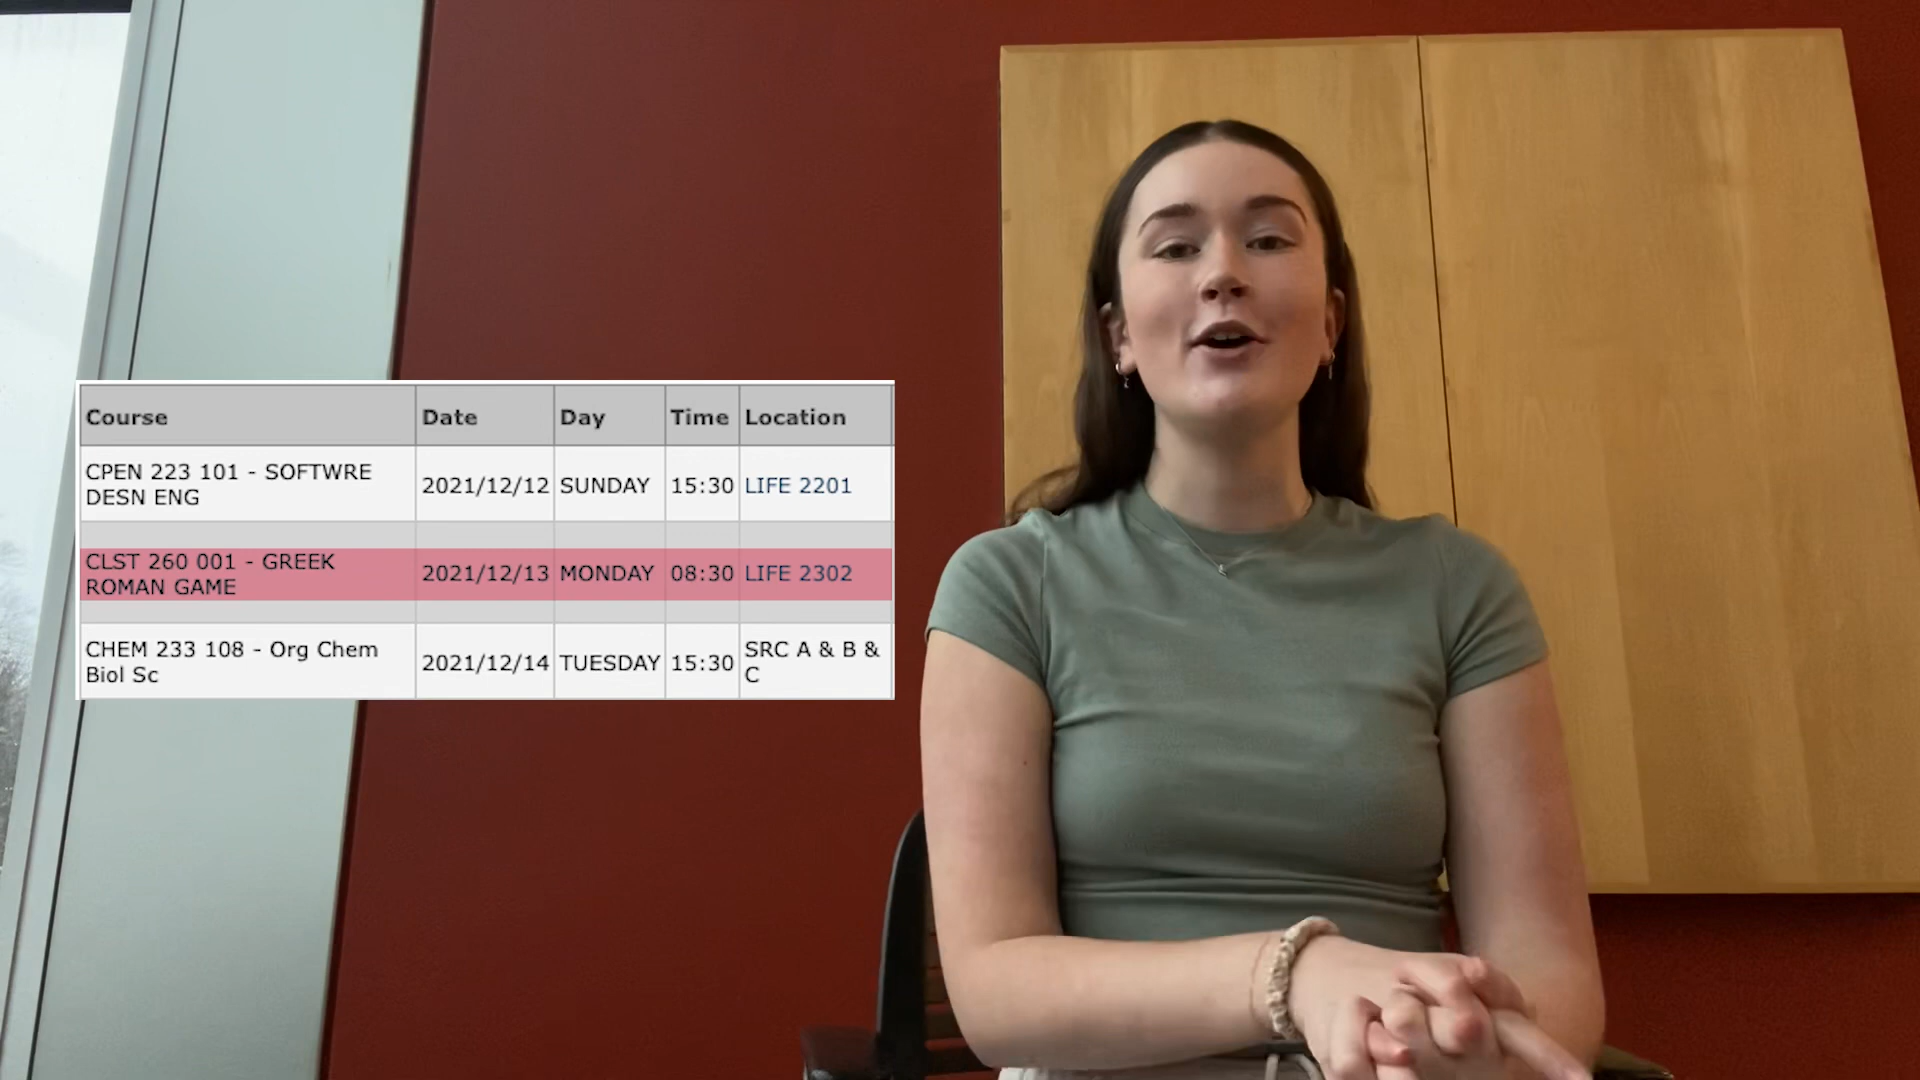 Course Date Day Time Location
CPEN 223 101 - SOFTWRE
DESN ENG
2021/12/12 SUNDAY 15:30 LIFE 2201
CLST 260 001 - GREEK
ROMAN GAME
2021/12/13 MONDAY 08:30 LIFE 2302
CHEM 233 108 - Org Chem
Biol Sc
2021/12/14 TUESDAY 15:30 SRC A & B &
C